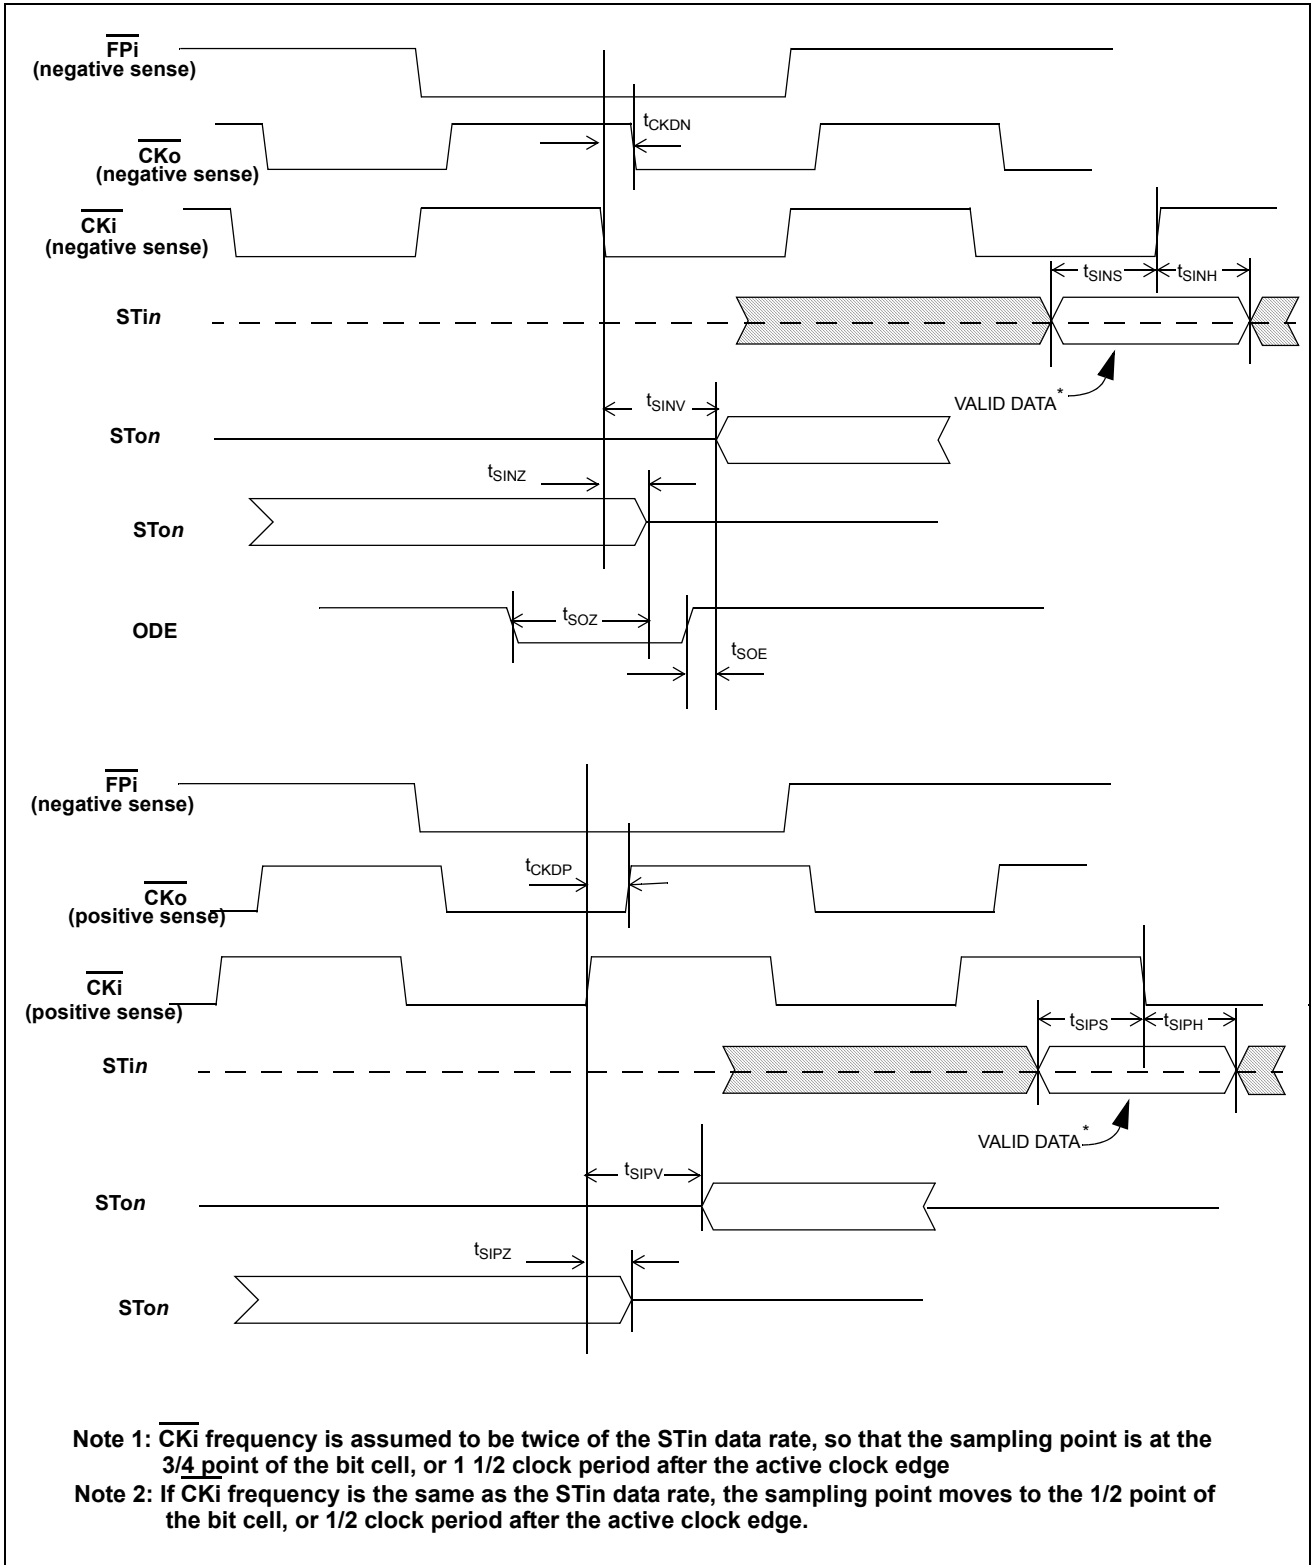 FPi
(negative sense)
tCKDN
CKo
(negative sense)
CKi
(negative sense)
tSINS
tSINH
STin
VALID DATA*
tSINV
STon
tSINZ
STon
tSOZ
ODE
tSOE
FPi
(negative sense)
tCKDP
CKo
(positive sense)
CKi
(positive sense)
tSIPS
tSIPH
STin
VALID DATA*
tSIPV
STon
tSIPZ
STon
Note 1: CKi frequency is assumed to be twice of the STin data rate, so that the sampling point is at the
3/4 point of the bit cell, or 1 1/2 clock period after the active clock edge
Note 2: If CKi frequency is the same as the STin data rate, the sampling point moves to the 1/2 point of
the bit cell, or 1/2 clock period after the active clock edge.